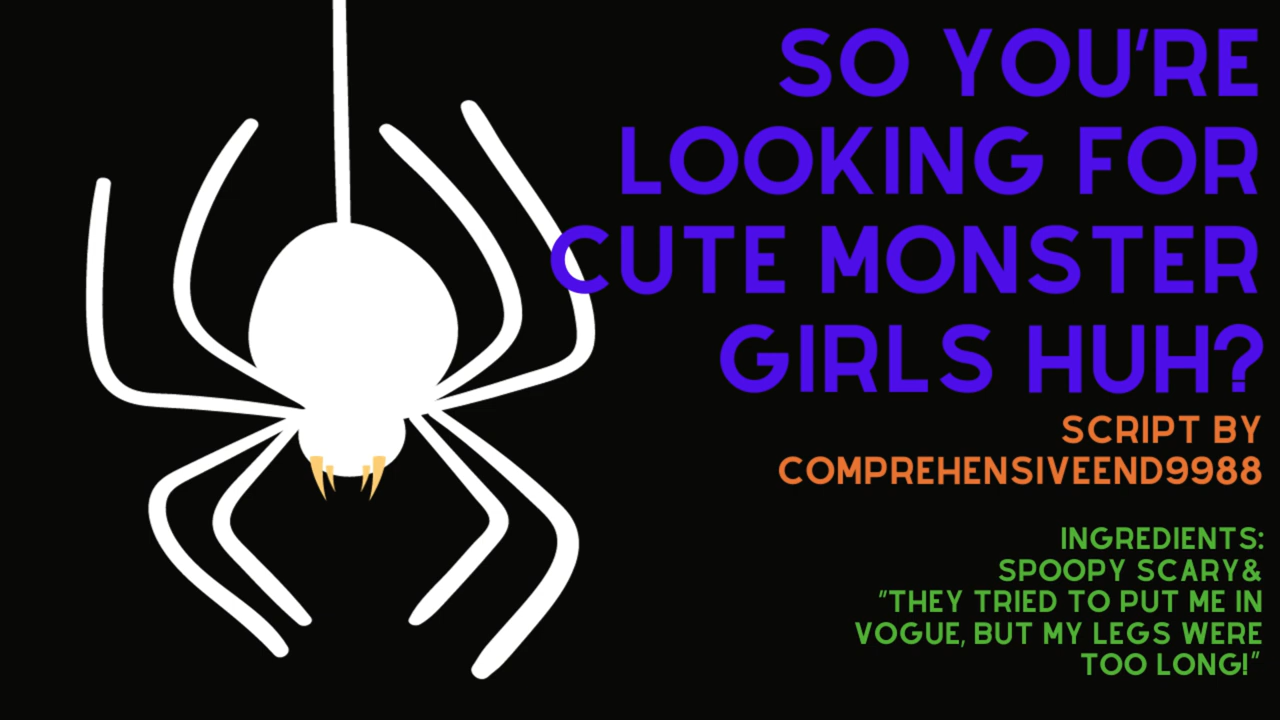 SO YOU'RE
LOOKING FOR
CUTE MONSTER
GIRLS HUH?
SCRIPT BY
COMPREHENSIVEEND9988
INGREDIENTS:
SPOOPY SCARY&
"THEY TRIED TO PUT ME IN
VOGUE, BUT MY LEGS WERE
TOO LONG!"